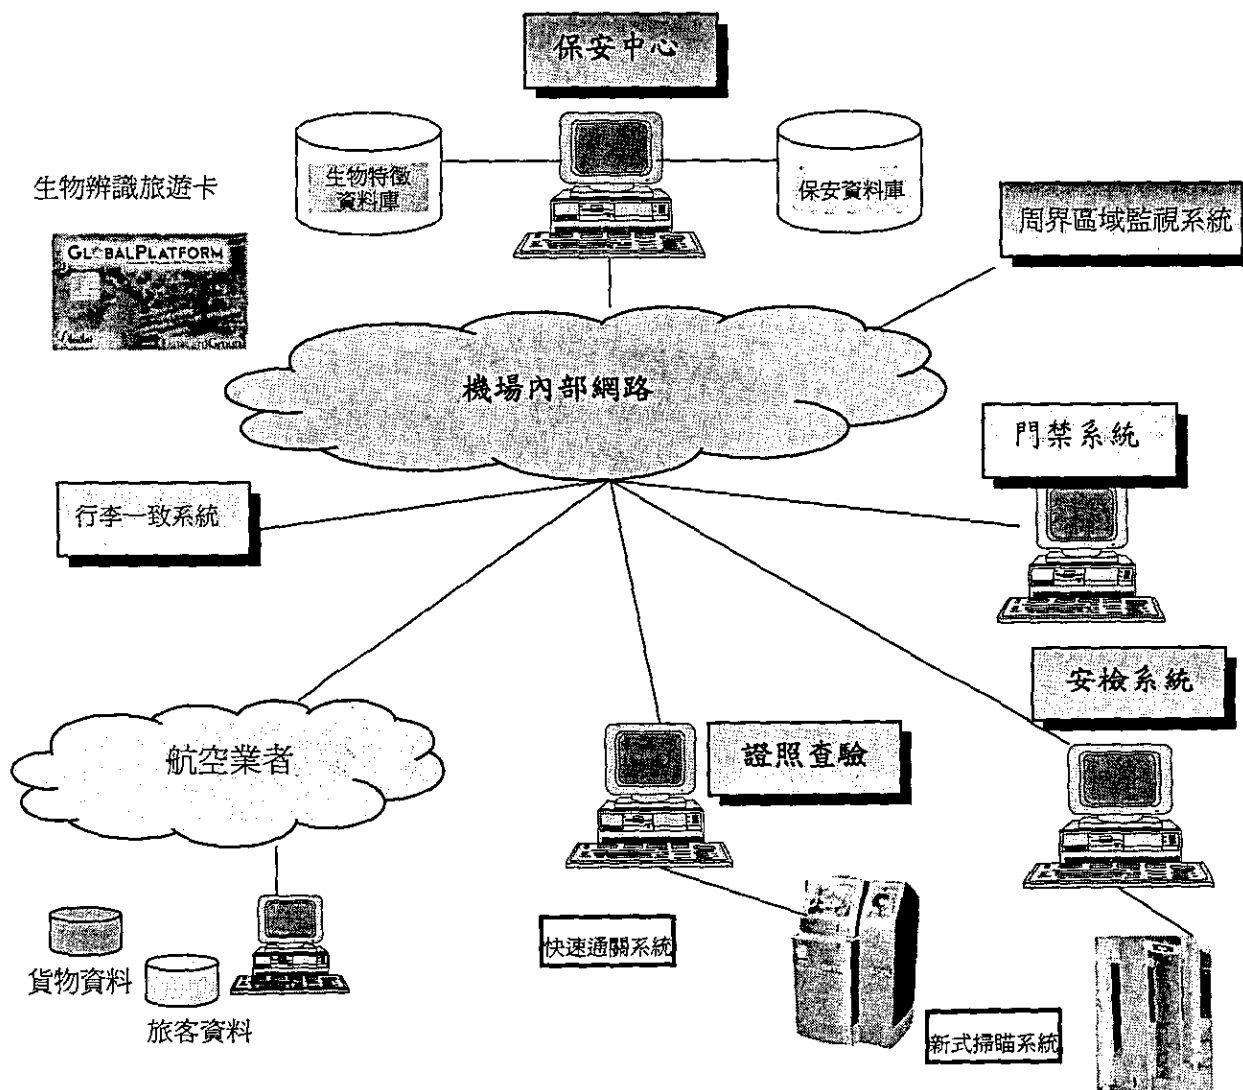 保安中心
生物特徵
資料庫
保安資料庫
生物辨識旅遊卡
周界區域監視系統
GLOBALPLATFORM
機場內部網路
門禁系統
行李一致系統
安檢系統
航空業者
證照查驗
快速通關系統
貨物資料
旅客資料
新式掃瞄系統